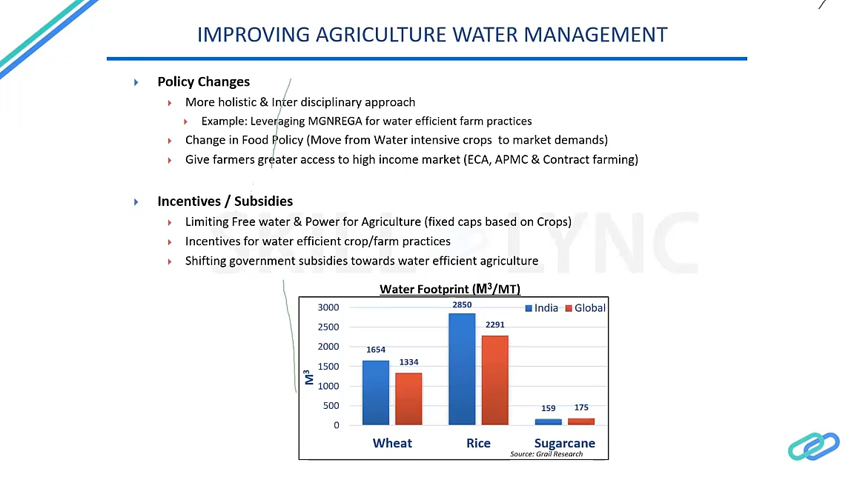 IMPROVING AGRICULTURE WATER MANAGEMENT
Policy Changes
More holistic & Inter disciplinary approach
Example: Leveraging MGNREGA for water efficient farm practices
Change in Food Policy (Move from Water intensive crops to market demands)
Give farmers greater access to high income market (ECA, APMC & Contract farming)
Incentives / Subsidies
Limiting Free water & Power for Agriculture (fixed caps based on Crops)
Incentives for water efficient crop/farm practices
Shifting government subsidies towards water efficient agriculture
SKILL LYNC
Water Footprint (M³/MT)
India Global
3000
2500
2000
1500
1000
500
0
M³
1654
1334
2850
2291
159
175
Wheat Rice Sugarcane
Source: Grail Research